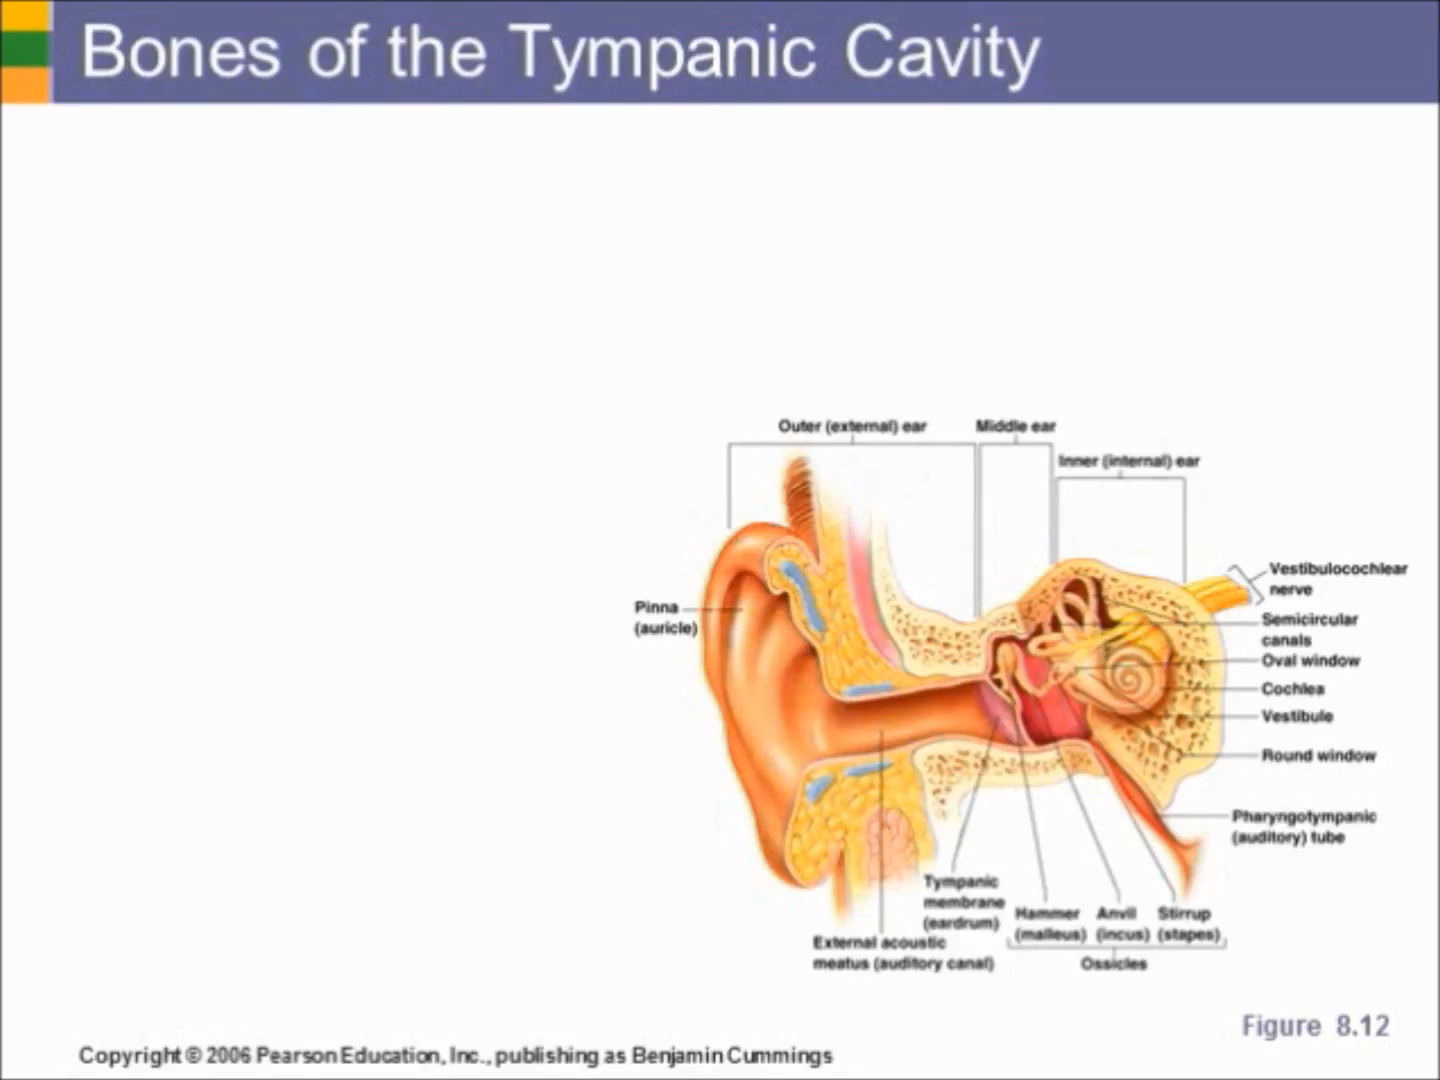 Bones of the Tympanic Cavity
Outer (external) ear
Middle ear
Inner (internal) ear
Vestibulocochlear
nerve
Pinna
(auricle)
Semicircular
canals
Oval window
Cochlea
Vestibule
Round window
Pharyngotympanic
(auditory) tube
Tympanic
membrane
(eardrum)
Hammer
(malleus)
Anvil
(incus)
Stirrup
(stapes)
Ossicles
External acoustic
meatus (auditory canal)
Figure 8.12
Copyright © 2006 Pearson Education, Inc., publishing as Benjamin Cummings